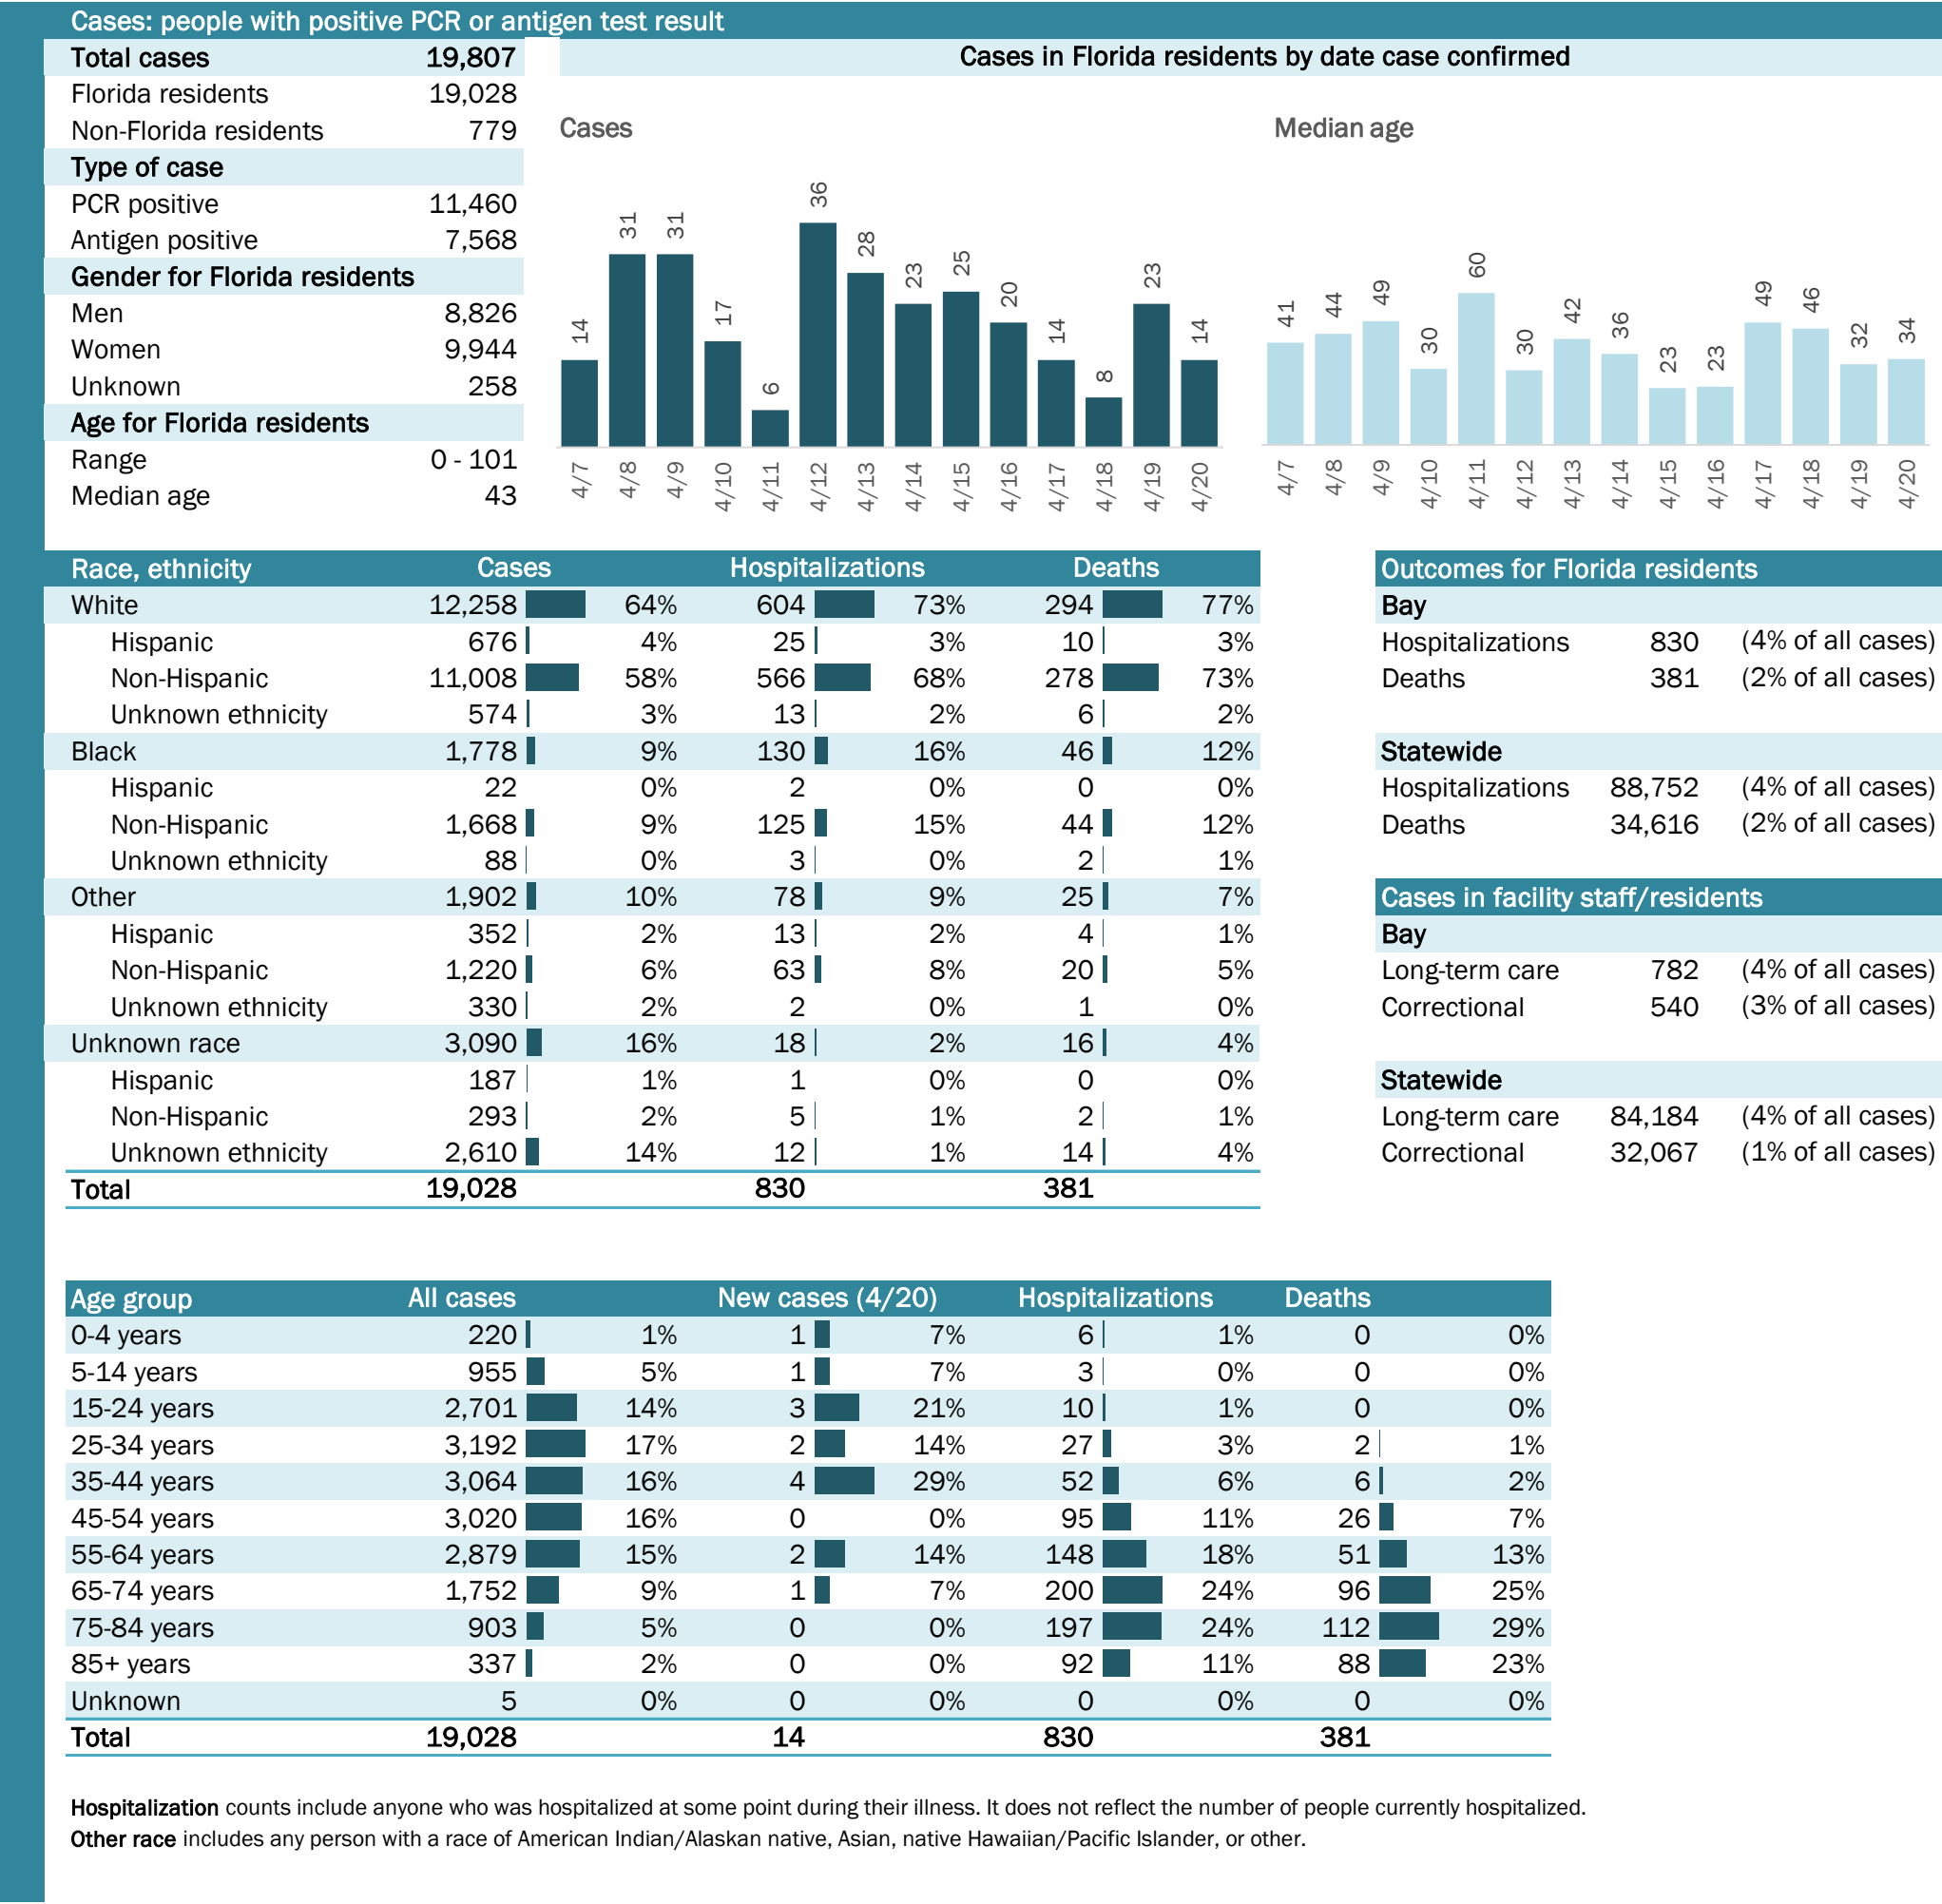 Cases: people with positive PCR or antigen test result
Total cases 19,807
Florida residents 19,028
Non-Florida residents 779
Type of case
PCR positive 11,460
Antigen positive 7,568
Gender for Florida residents
Men 8,826
Women 9,944
Unknown 258
Age for Florida residents
Range 0 - 101
Median age 43
Cases in Florida residents by date case confirmed
Cases
14 31 31 17 6 36 28 23 25 20 14 8 23 14
4/7 4/8 4/9 4/10 4/11 4/12 4/13 4/14 4/15 4/16 4/17 4/18 4/19 4/20
Median age
41 44 49 30 60 30 42 36 23 23 49 46 32 34
4/7 4/8 4/9 4/10 4/11 4/12 4/13 4/14 4/15 4/16 4/17 4/18 4/19 4/20
Race, ethnicity Cases Hospitalizations Deaths
White 12,258 64% 604 73% 294 77%
Hispanic 676 4% 25 3% 10 3%
Non-Hispanic 11,008 58% 566 68% 278 73%
Unknown ethnicity 574 3% 13 2% 6 2%
Black 1,778 9% 130 16% 46 12%
Hispanic 22 0% 2 0% 0 0%
Non-Hispanic 1,668 9% 125 15% 44 12%
Unknown ethnicity 88 0% 3 0% 2 1%
Other 1,902 10% 78 9% 25 7%
Hispanic 352 2% 13 2% 4 1%
Non-Hispanic 1,220 6% 63 8% 20 5%
Unknown ethnicity 330 2% 2 0% 1 0%
Unknown race 3,090 16% 18 2% 16 4%
Hispanic 187 1% 1 0% 0 0%
Non-Hispanic 293 2% 5 1% 2 1%
Unknown ethnicity 2,610 14% 12 1% 14 4%
Total 19,028 830 381
Outcomes for Florida residents
Bay
Hospitalizations 830 (4% of all cases)
Deaths 381 (2% of all cases)
Statewide
Hospitalizations 88,752 (4% of all cases)
Deaths 34,616 (2% of all cases)
Cases in facility staff/residents
Bay
Long-term care 782 (4% of all cases)
Correctional 540 (3% of all cases)
Statewide
Long-term care 84,184 (4% of all cases)
Correctional 32,067 (1% of all cases)
Age group All cases New cases (4/20) Hospitalizations Deaths
0-4 years 220 1% 1 7% 6 1% 0 0%
5-14 years 955 5% 1 7% 3 0% 0 0%
15-24 years 2,701 14% 3 21% 10 1% 0 0%
25-34 years 3,192 17% 2 14% 27 3% 2 1%
35-44 years 3,064 16% 4 29% 52 6% 6 2%
45-54 years 3,020 16% 0 0% 95 11% 26 7%
55-64 years 2,879 15% 2 14% 148 18% 51 13%
65-74 years 1,752 9% 1 7% 200 24% 96 25%
75-84 years 903 5% 0 0% 197 24% 112 29%
85+ years 337 2% 0 0% 92 11% 88 23%
Unknown 5 0% 0 0% 0 0% 0 0%
Total 19,028 14 830 381
Hospitalization counts include anyone who was hospitalized at some point during their illness. It does not reflect the number of people currently hospitalized.
Other race includes any person with a race of American Indian/Alaskan native, Asian, native Hawaiian/Pacific Islander, or other.